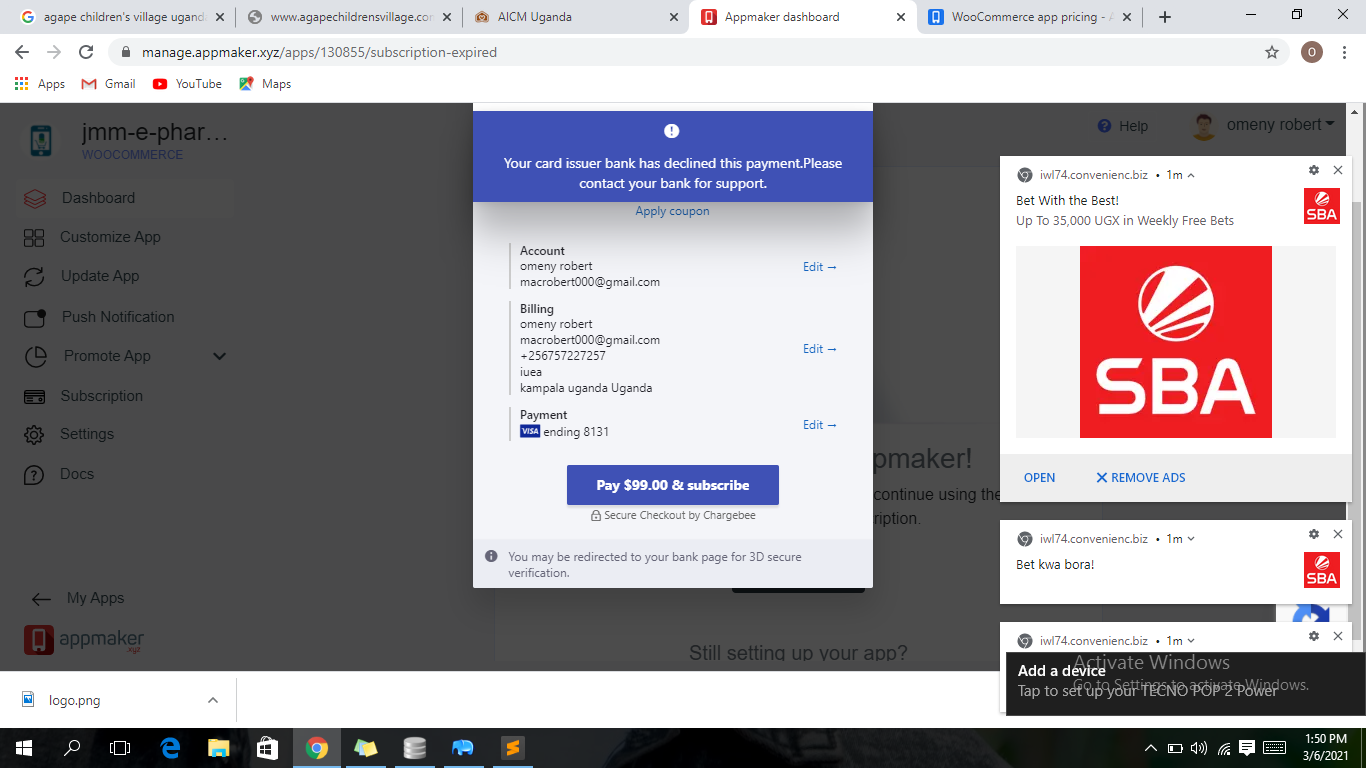 agape children's village uganda
www.agapechildrensvillage.com
AICM Uganda
Appmaker dashboard
WooCommerce app pricing - A
manage.appmaker.xyz/apps/130855/subscription-expired
O
Apps
Gmail
YouTube
Maps
jmm-e-phar...
WOOCOMMERCE
Help
omeny robert
Dashboard
Customize App
Update App
Push Notification
Promote App
Subscription
Settings
Docs
My Apps
appmaker
.xyz
Your card issuer bank has declined this payment.Please
contact your bank for support.
Apply coupon
Account
omeny robert
Edit →
macrobert000@gmail.com
Billing
omeny robert
macrobert000@gmail.com
Edit →
+256757227257
iuea
kampala uganda Uganda
Payment
VISA ending 8131
Edit →
Pay $99.00 & subscribe
Secure Checkout by Chargebee
You may be redirected to your bank page for 3D secure
verification.
pmaker!
continue using the
ription.
Still setting up your app?
iwl74.convenienc.biz • 1m
Bet With the Best!
Up To 35,000 UGX in Weekly Free Bets
SBA
SBA
OPEN
REMOVE ADS
iwl74.convenienc.biz • 1m
Bet kwa bora!
SBA
iwl74.convenienc.biz • 1m
Add a device
Tap to set up your TECNO POP 2 Power
Activate Windows
Go to Settings to activate Windows.
logo.png
1:50 PM
3/6/2021